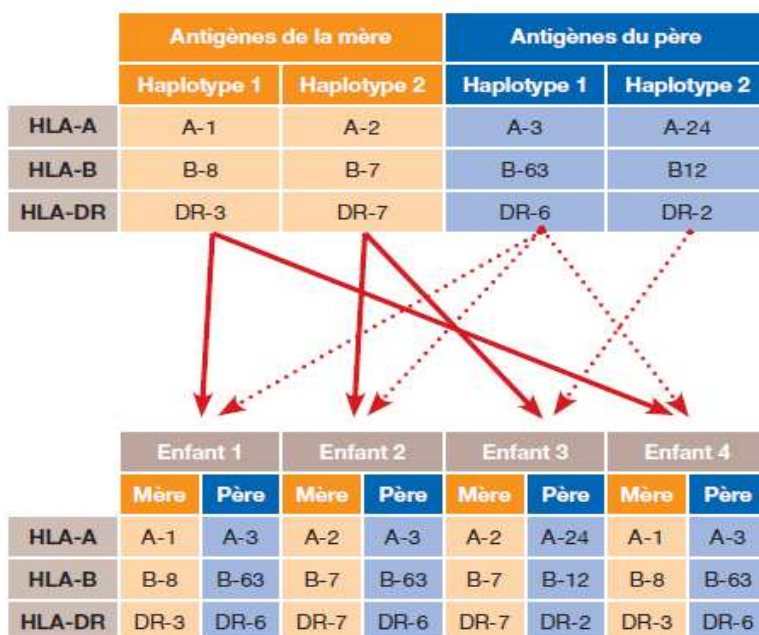 Antigènes de la mère Antigènes du père
Haplotype 1 Haplotype 2 Haplotype 1 Haplotype 2
HLA-A A-1 A-2 A-3 A-24
HLA-B B-8 B-7 B-63 B12
HLA-DR DR-3 DR-7 DR-6 DR-2
Enfant 1 Enfant 2 Enfant 3 Enfant 4
Mère Père Mère Père Mère Père Mère Père
HLA-A A-1 A-3 A-2 A-3 A-2 A-24 A-1 A-3
HLA-B B-8 B-63 B-7 B-63 B-7 B-12 B-8 B-63
HLA-DR DR-3 DR-6 DR-7 DR-6 DR-7 DR-2 DR-3 DR-6